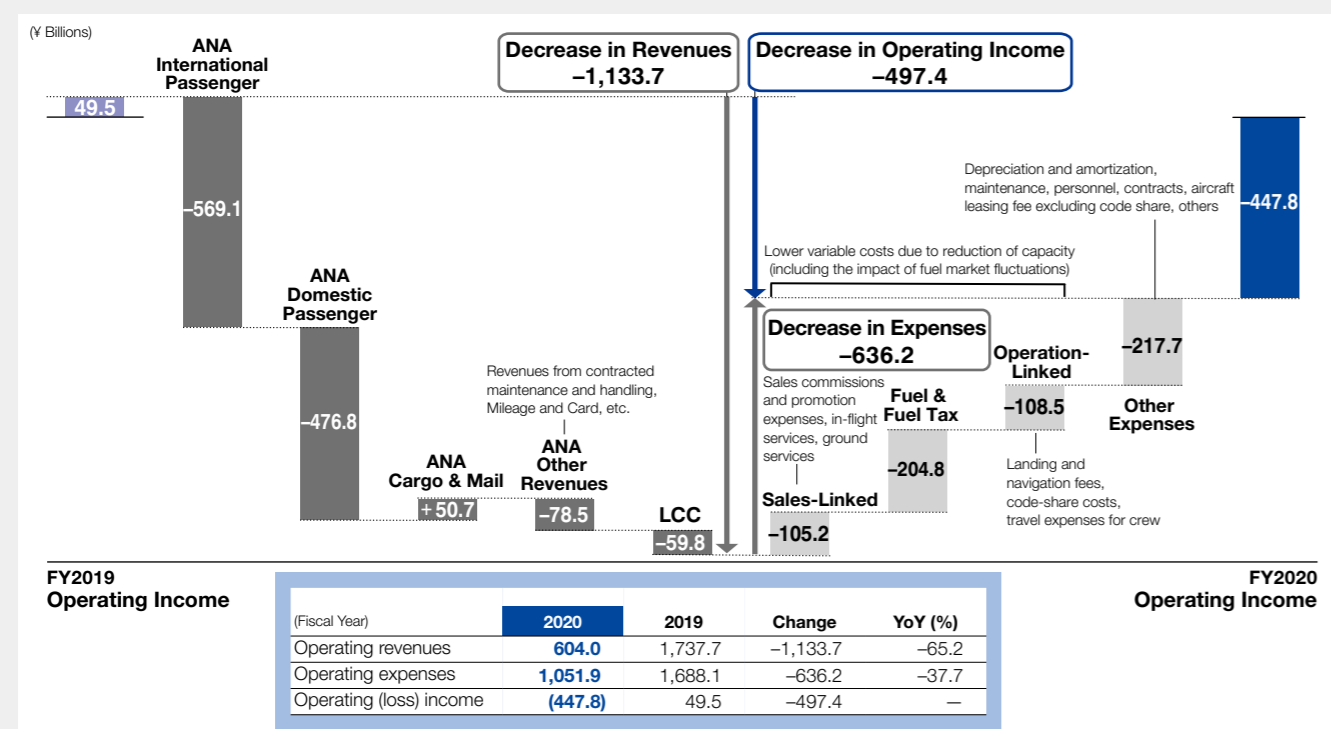 (¥ Billions)
ANA
International
Passenger
Decrease in Revenues
–1,133.7
Decrease in Operating Income
–497.4
49.5
–569.1
Depreciation and amortization,
maintenance, personnel, contracts, aircraft
leasing fee excluding code share, others
–447.8
Lower variable costs due to reduction of capacity
(including the impact of fuel market fluctuations)
ANA
Domestic
Passenger
–476.8
Decrease in Expenses
–636.2
Revenues from contracted
maintenance and handling,
Mileage and Card, etc.
ANA
Cargo & Mail
+50.7
ANA
Other
Revenues
–78.5
LCC
–59.8
Sales commissions
and promotion
expenses, in-flight
services, ground
services
Sales-Linked
–105.2
Fuel &
Fuel Tax
–204.8
Operation-
Linked
–108.5
Landing and
navigation fees,
code-share costs,
travel expenses for crew
–217.7
Other
Expenses
FY2019
Operating Income
FY2020
Operating Income
(Fiscal Year) 2020 2019 Change YoY (%)
Operating revenues 604.0 1,737.7 –1,133.7 –65.2
Operating expenses 1,051.9 1,688.1 –636.2 –37.7
Operating (loss) income (447.8) 49.5 –497.4 —